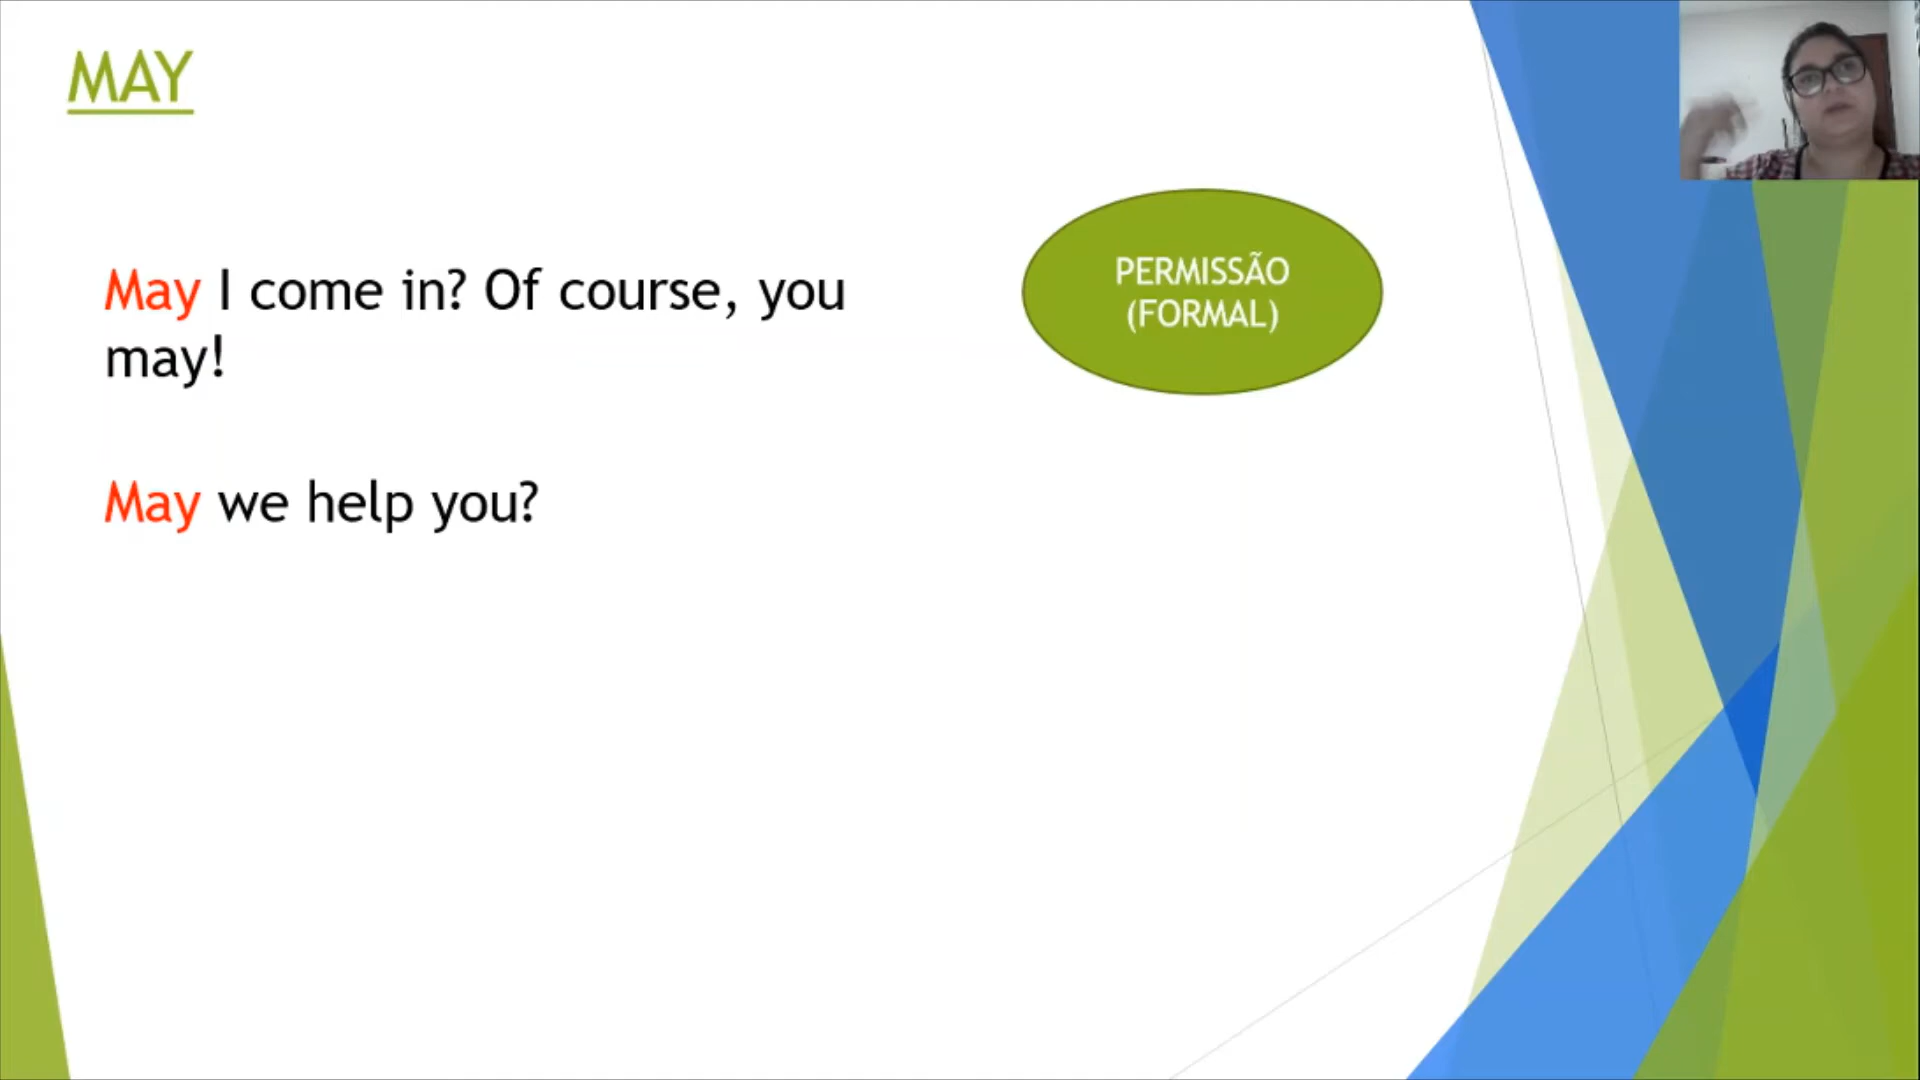 MAY
May I come in? Of course, you
may!
PERMISSÃO
(FORMAL)
May we help you?